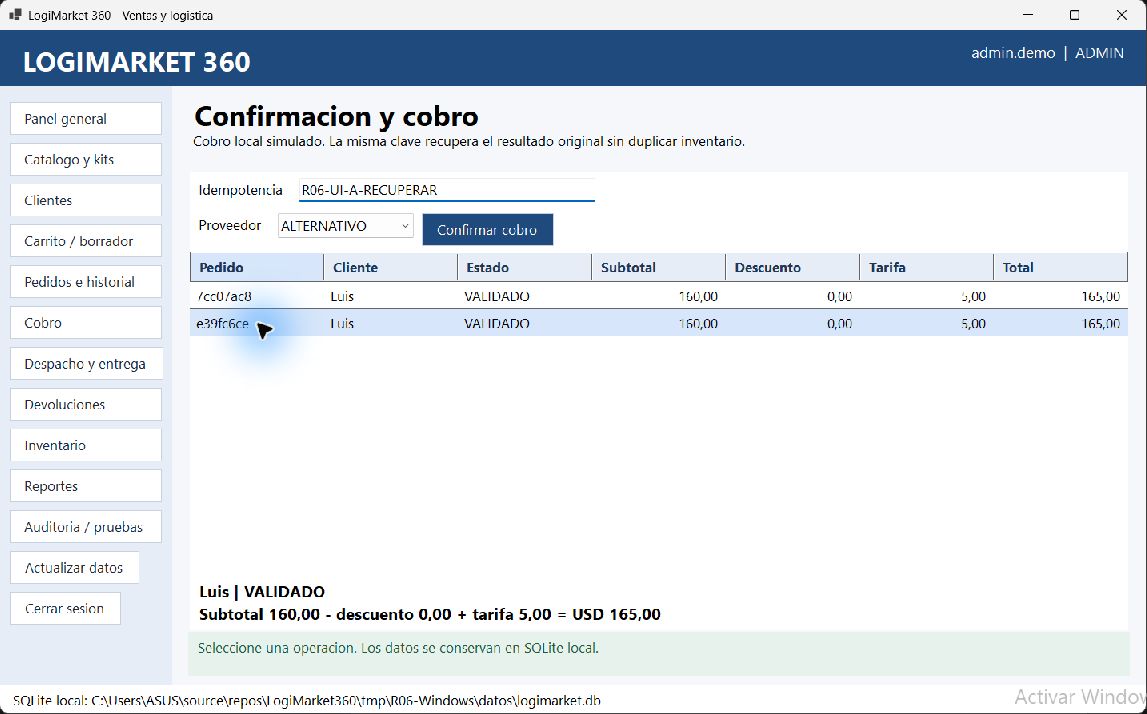 LogiMarket 360 - Ventas y logistica
LOGIMARKET 360
admin.demo | ADMIN
Panel general
Catalogo y kits
Clientes
Carrito / borrador
Pedidos e historial
Cobro
Despacho y entrega
Devoluciones
Inventario
Reportes
Auditoria / pruebas
Actualizar datos
Cerrar sesion
Confirmacion y cobro
Cobro local simulado. La misma clave recupera el resultado original sin duplicar inventario.
Idempotencia R06-UI-A-RECUPERAR
Proveedor ALTERNATIVO Confirmar cobro
Pedido Cliente Estado Subtotal Descuento Tarifa Total
7cc07ac8 Luis VALIDADO 160,00 0,00 5,00 165,00
e39fc6ce Luis VALIDADO 160,00 0,00 5,00 165,00
Luis | VALIDADO
Subtotal 160,00 - descuento 0,00 + tarifa 5,00 = USD 165,00
Seleccione una operacion. Los datos se conservan en SQLite local.
SQLite local: C:\Users\ASUS\source\repos\LogiMarket360\tmp\R06-Windows\datos\logimarket.db
Activar Window